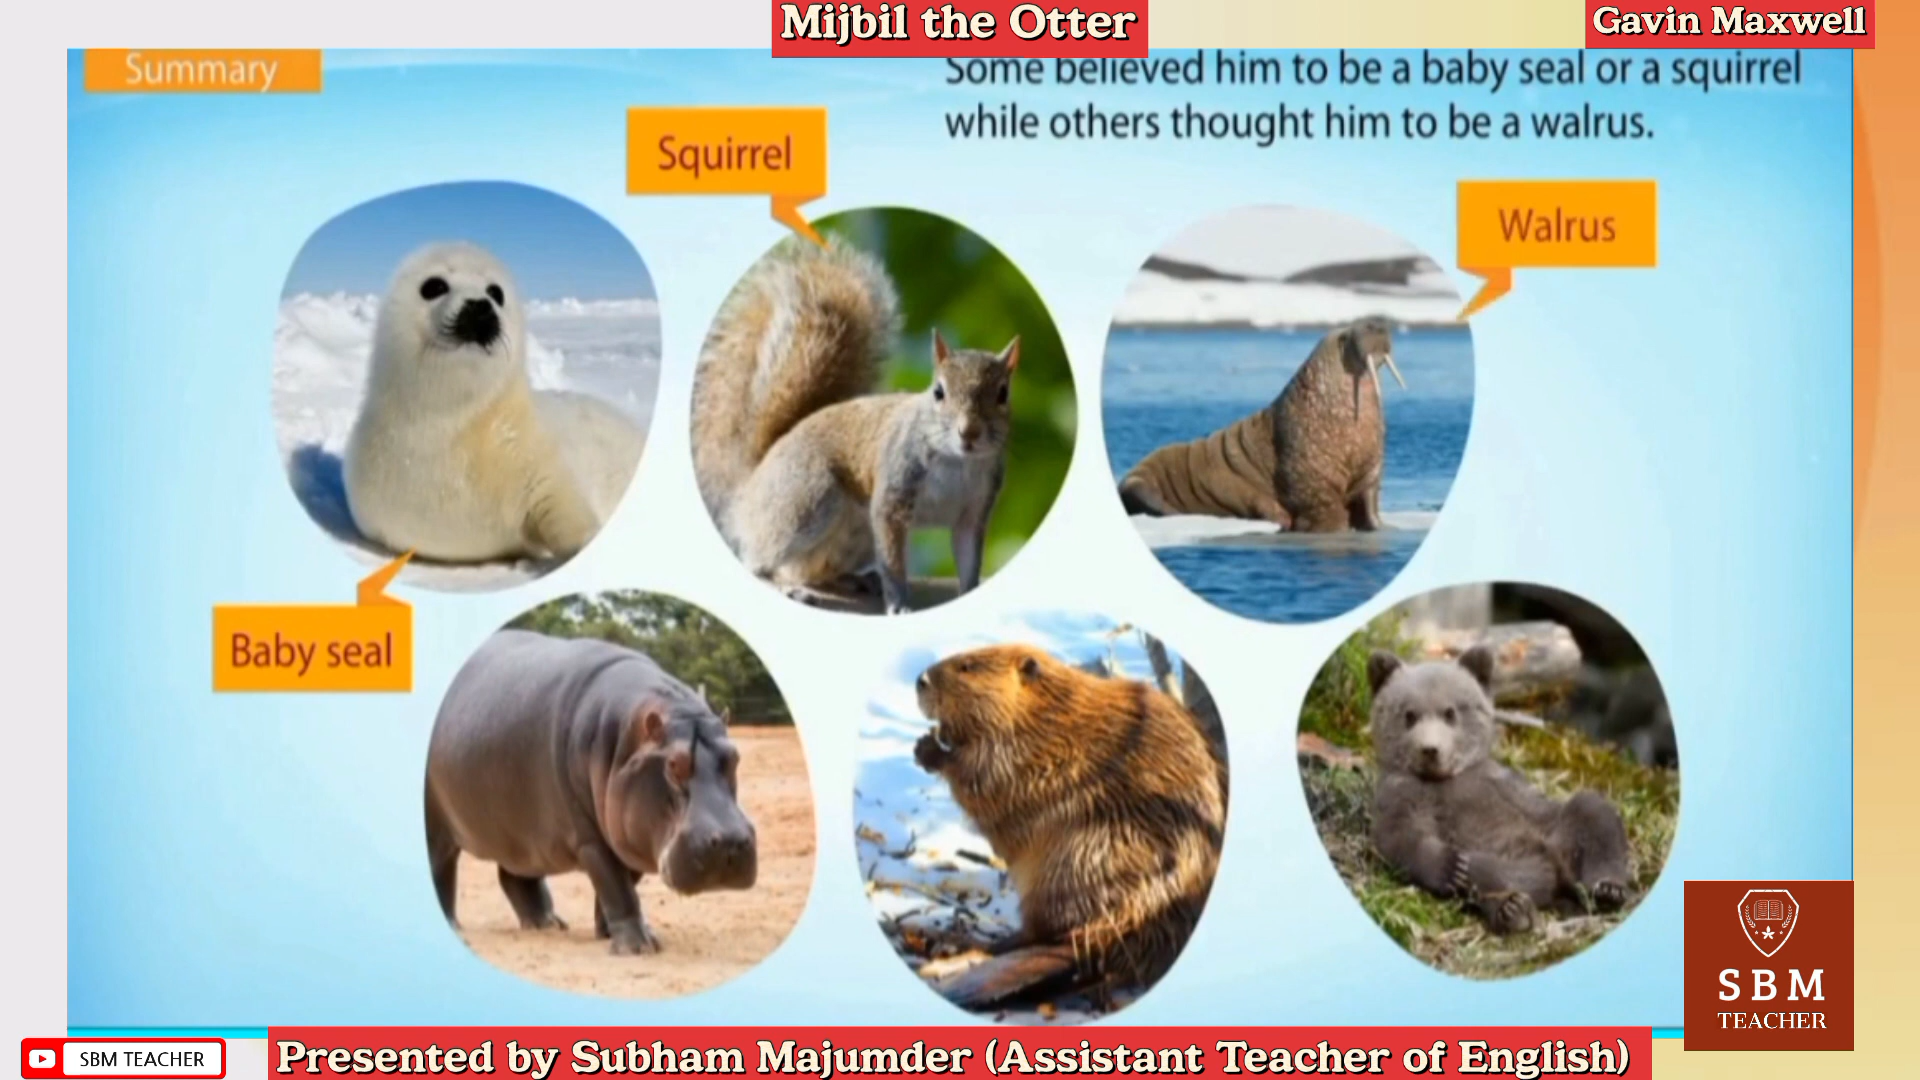 Mijbil the Otter
Gavin Maxwell
Summary
Some believed him to be a baby seal or a squirrel
while others thought him to be a walrus.
Squirrel
Walrus
Baby seal
SBM
TEACHER
SBM TEACHER
Presented by Subham Majumder (Assistant Teacher of English)